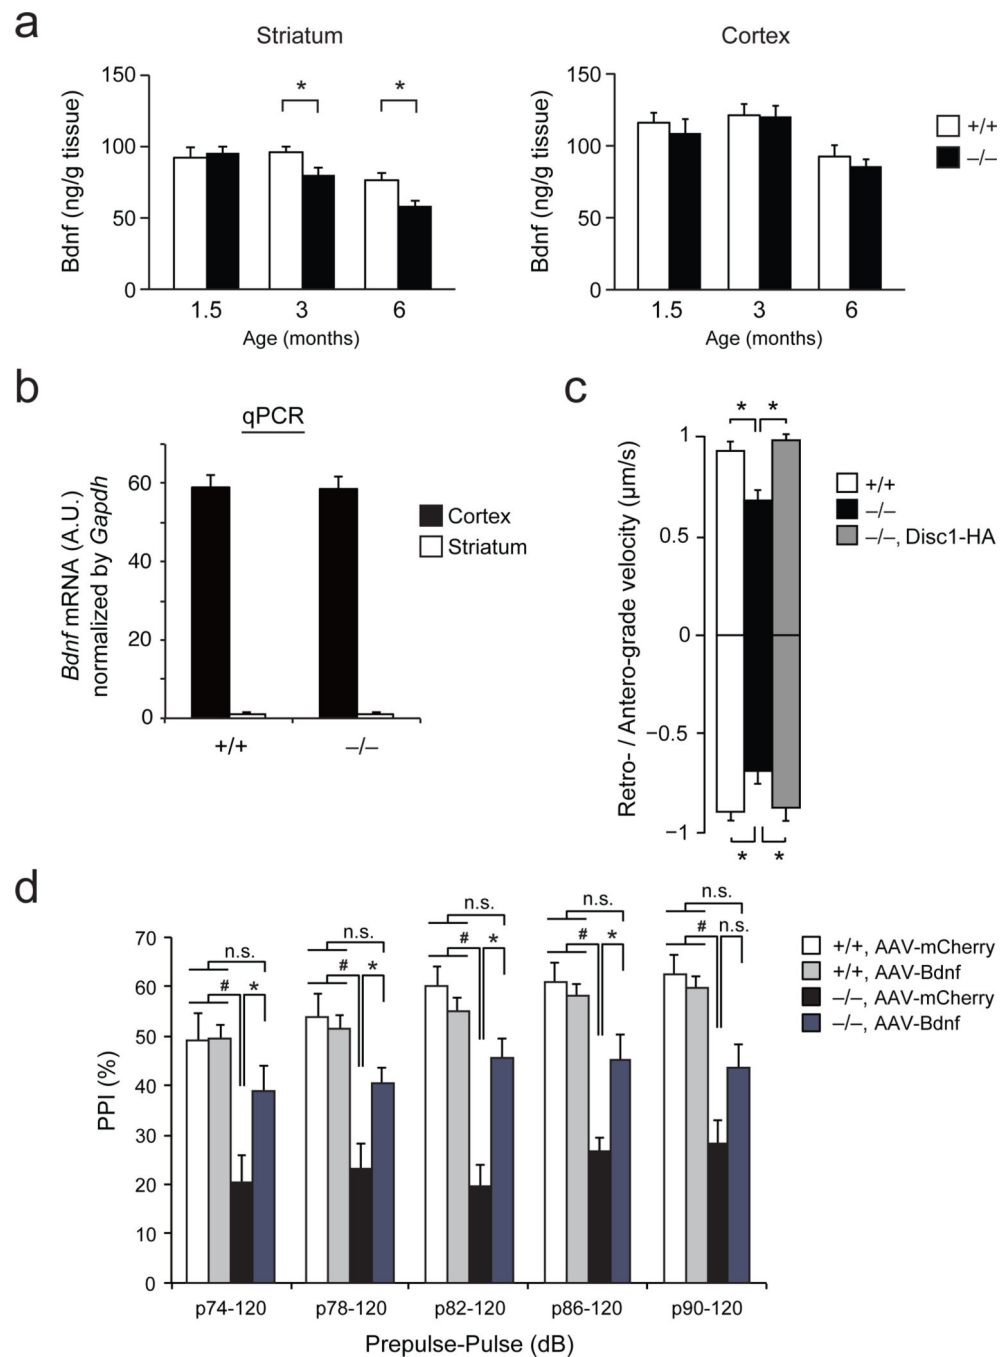 a
Striatum
Cortex
Bdnf (ng/g tissue)
150
100
50
0
*
*
1.5
3
6
Age (months)
Bdnf (ng/g tissue)
150
100
50
0
1.5
3
6
Age (months)
+/+
–/–
b
qPCR
Bdnf mRNA (A.U.)
normalized by Gapdh
60
40
20
0
+/+
–/–
Cortex
Striatum
c
Retro- / Antero-grade velocity (μm/s)
1
0.5
0
−0.5
−1
* *
* *
+/+
–/–
–/–, Disc1-HA
d
PPI (%)
70
60
50
40
30
20
10
0
n.s.
# *
n.s.
# *
n.s.
# *
n.s.
# *
n.s.
# n.s.
p74-120
p78-120
p82-120
p86-120
p90-120
Prepulse-Pulse (dB)
+/+, AAV-mCherry
+/+, AAV-Bdnf
–/–, AAV-mCherry
–/–, AAV-Bdnf